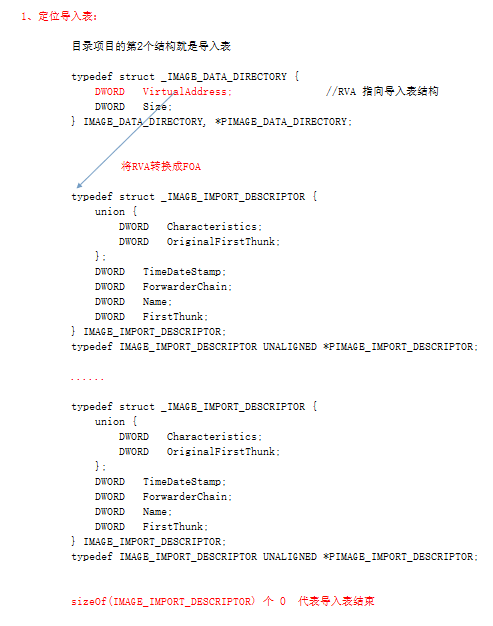 1、定位导入表：
目录项目的第2个结构就是导入表
typedef struct _IMAGE_DATA_DIRECTORY {
    DWORD   VirtualAddress;                //RVA 指向导入表结构
    DWORD   Size;
} IMAGE_DATA_DIRECTORY, *PIMAGE_DATA_DIRECTORY;
将RVA转换成FOA
typedef struct _IMAGE_IMPORT_DESCRIPTOR {
    union {
        DWORD   Characteristics;
        DWORD   OriginalFirstThunk;
    };
    DWORD   TimeDateStamp;
    DWORD   ForwarderChain;
    DWORD   Name;
    DWORD   FirstThunk;
} IMAGE_IMPORT_DESCRIPTOR;
typedef IMAGE_IMPORT_DESCRIPTOR UNALIGNED *PIMAGE_IMPORT_DESCRIPTOR;
......
typedef struct _IMAGE_IMPORT_DESCRIPTOR {
    union {
        DWORD   Characteristics;
        DWORD   OriginalFirstThunk;
    };
    DWORD   TimeDateStamp;
    DWORD   ForwarderChain;
    DWORD   Name;
    DWORD   FirstThunk;
} IMAGE_IMPORT_DESCRIPTOR;
typedef IMAGE_IMPORT_DESCRIPTOR UNALIGNED *PIMAGE_IMPORT_DESCRIPTOR;
sizeOf(IMAGE_IMPORT_DESCRIPTOR) 个 0  代表导入表结束